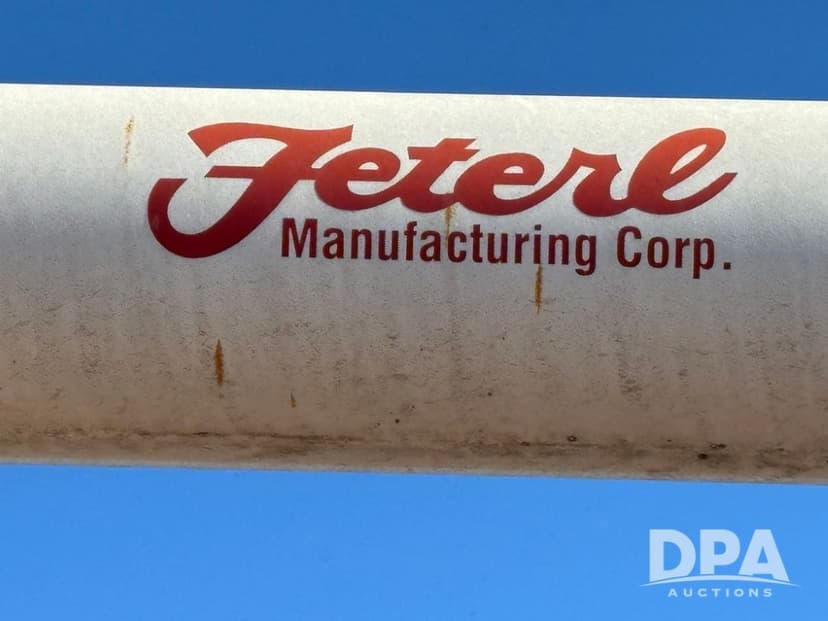 Feterl
Manufacturing Corp.
DPA
AUCTIONS